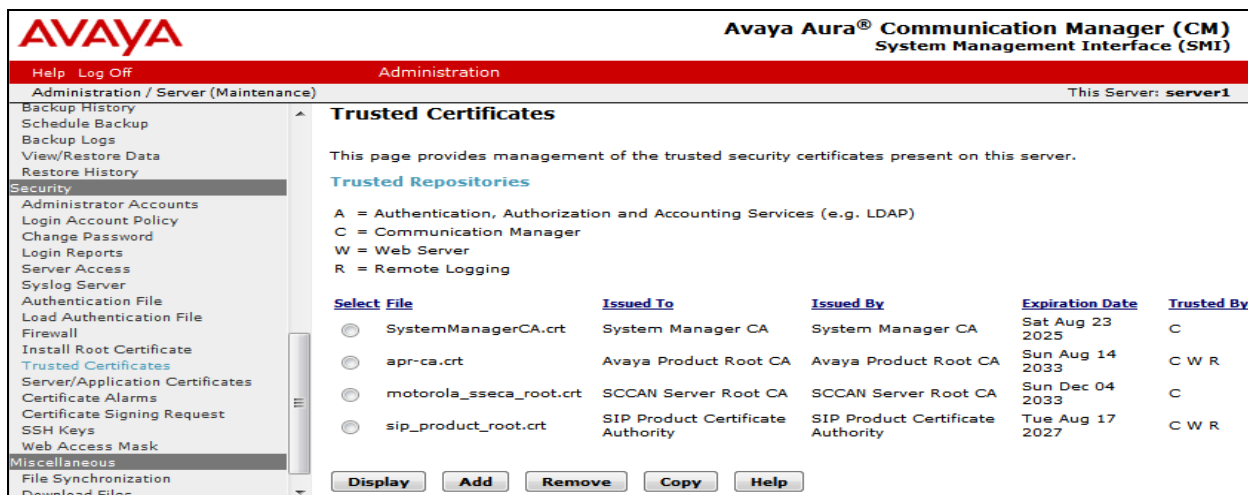 AVAYA
Avaya Aura® Communication Manager (CM)
System Management Interface (SMI)
Help Log Off
Administration
Administration / Server (Maintenance)
This Server: server1
Backup History
Schedule Backup
Backup Logs
View/Restore Data
Restore History
Security
Administrator Accounts
Login Account Policy
Change Password
Login Reports
Server Access
Syslog Server
Authentication File
Load Authentication File
Firewall
Install Root Certificate
Trusted Certificates
Server/Application Certificates
Certificate Alarms
Certificate Signing Request
SSH Keys
Web Access Mask
Miscellaneous
File Synchronization
Download Files
Trusted Certificates
This page provides management of the trusted security certificates present on this server.
Trusted Repositories
A = Authentication, Authorization and Accounting Services (e.g. LDAP)
C = Communication Manager
W = Web Server
R = Remote Logging
Select File Issued To Issued By Expiration Date Trusted By
SystemManagerCA.crt System Manager CA System Manager CA Sat Aug 23 2025 C
apr-ca.crt Avaya Product Root CA Avaya Product Root CA Sun Aug 14 2033 C W R
motorola_sseca_root.crt SCCAN Server Root CA SCCAN Server Root CA Sun Dec 04 2033 C
sip_product_root.crt SIP Product Certificate Authority SIP Product Certificate Authority Tue Aug 17 2027 C W R
Display Add Remove Copy Help